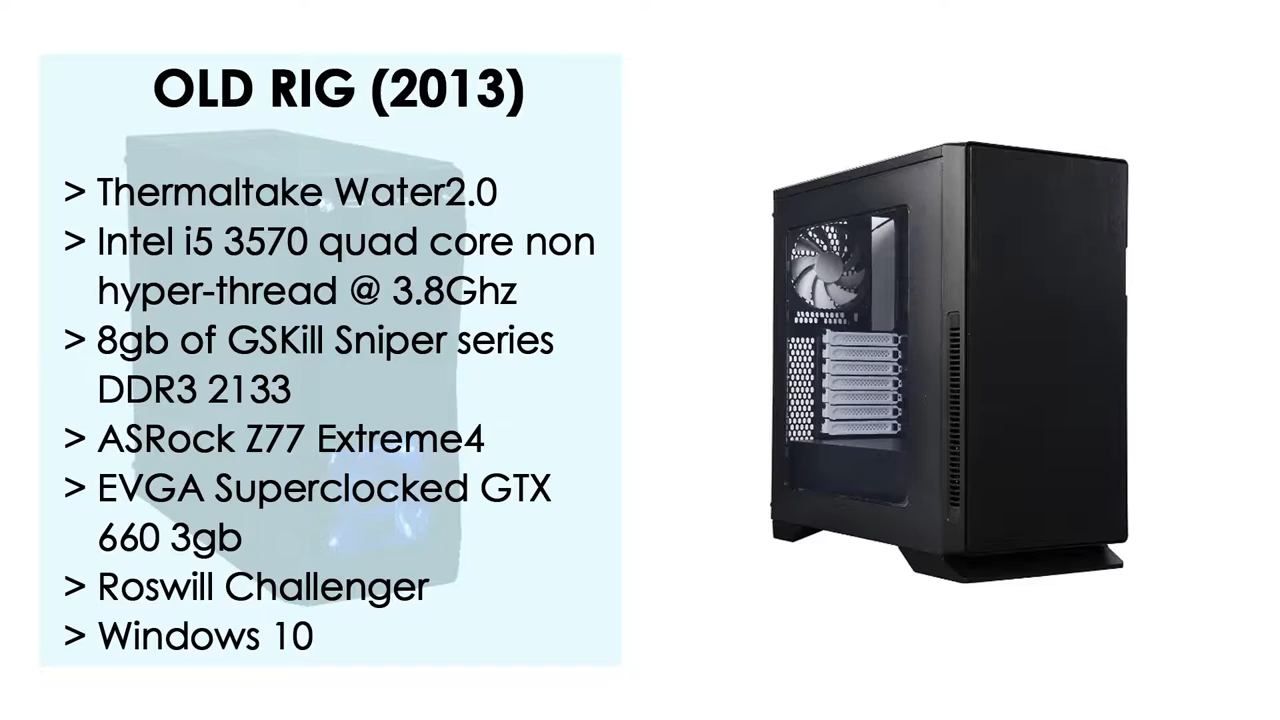 OLD RIG (2013)
> Thermaltake Water2.0
> Intel i5 3570 quad core non
hyper-thread @ 3.8Ghz
> 8gb of GSKill Sniper series
DDR3 2133
> ASRock Z77 Extreme4
> EVGA Superclocked GTX
660 3gb
> Roswill Challenger
> Windows 10